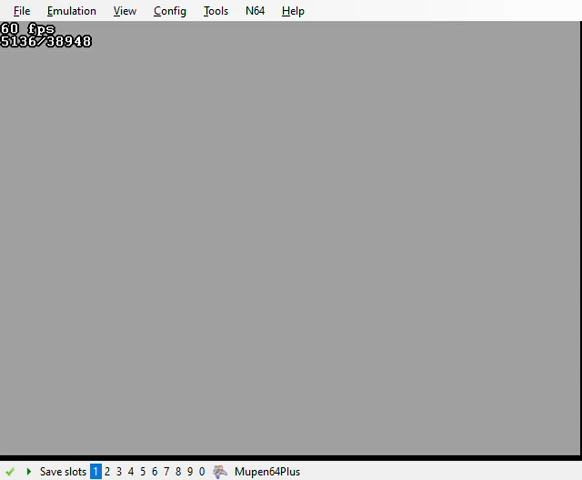 File Emulation View Config Tools N64 Help
60 fps
5136/38948
Save slots 1 2 3 4 5 6 7 8 9 0 Mupen64Plus